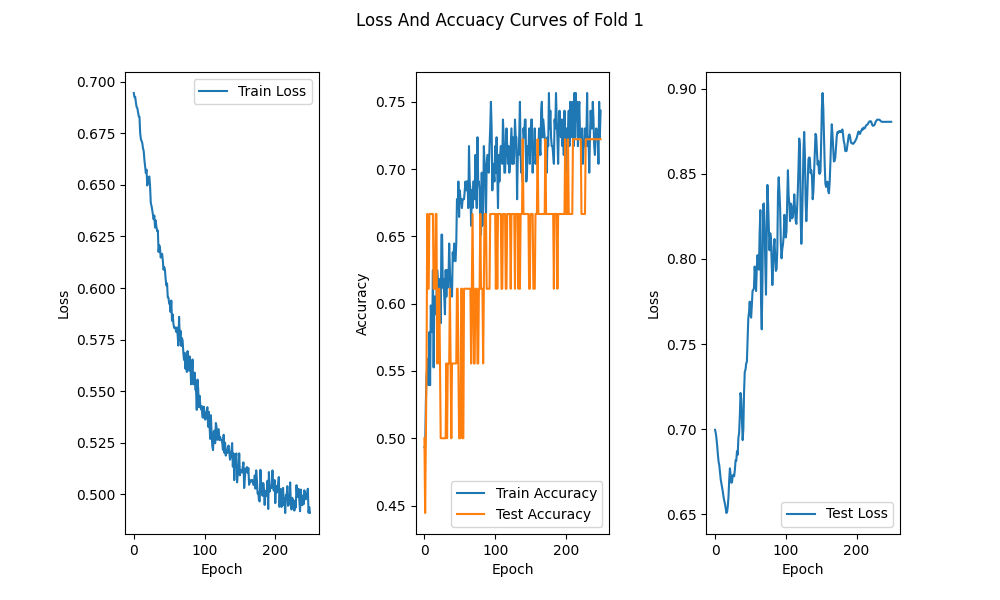 Loss And Accuacy Curves of Fold 1
0.700
0.675
0.650
0.625
0.600
0.575
0.550
0.525
0.500
Loss
0
100
200
Epoch
Train Loss
0.75
0.70
0.65
0.60
0.55
0.50
0.45
Accuracy
0
100
200
Epoch
Train Accuracy
Test Accuracy
0.90
0.85
0.80
0.75
0.70
0.65
Loss
0
100
200
Epoch
Test Loss